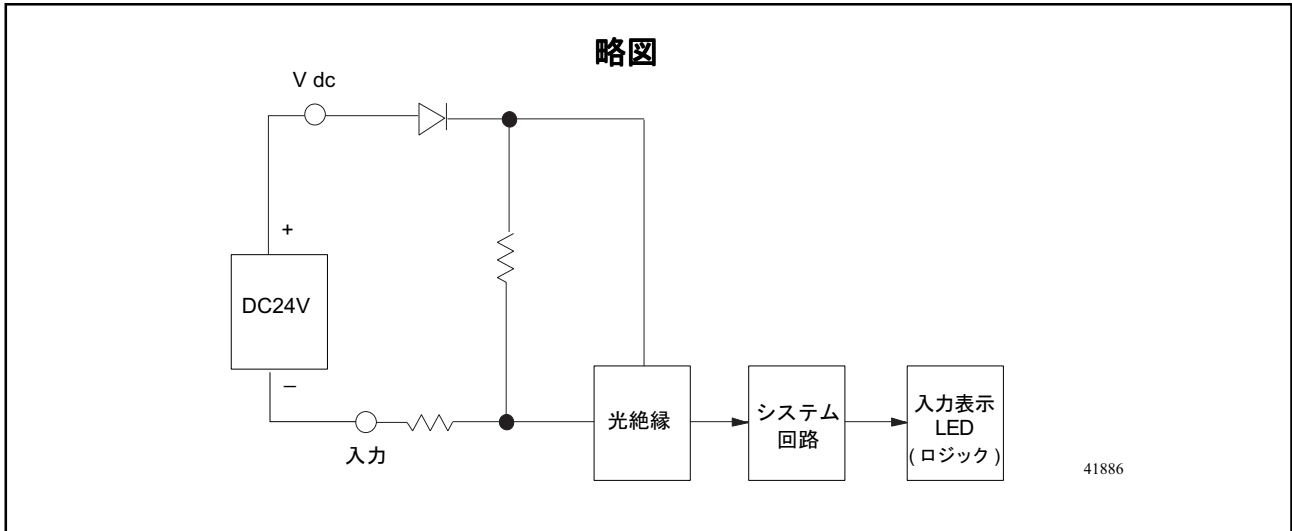 略図
V dc
+
DC24V
−
入力
光絶縁
システム
回路
入力表示
LED
( ロジック )
41886